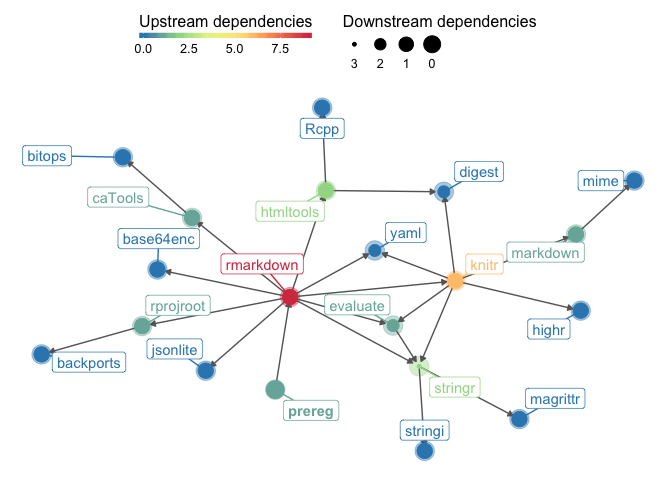 Upstream dependencies
Downstream dependencies
0.0 2.5 5.0 7.5
3 2 1 0
Rcpp
bitops
digest
mime
caTools
htmltools
yaml
base64enc
markdown
rmarkdown
knitr
rprojroot
evaluate
highr
jsonlite
backports
stringr
magrittr
prereg
stringi